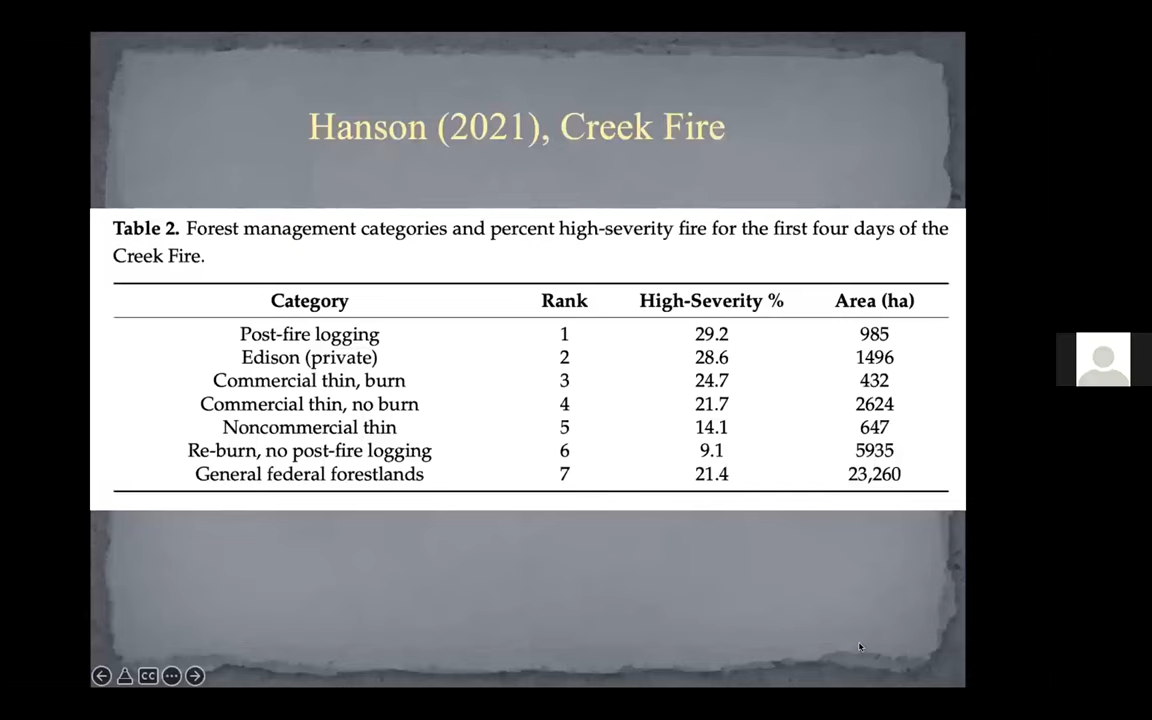 Hanson (2021), Creek Fire
Table 2. Forest management categories and percent high-severity fire for the first four days of the
Creek Fire.
Category Rank High-Severity % Area (ha)
Post-fire logging 1 29.2 985
Edison (private) 2 28.6 1496
Commercial thin, burn 3 24.7 432
Commercial thin, no burn 4 21.7 2624
Noncommercial thin 5 14.1 647
Re-burn, no post-fire logging 6 9.1 5935
General federal forestlands 7 21.4 23,260
CC